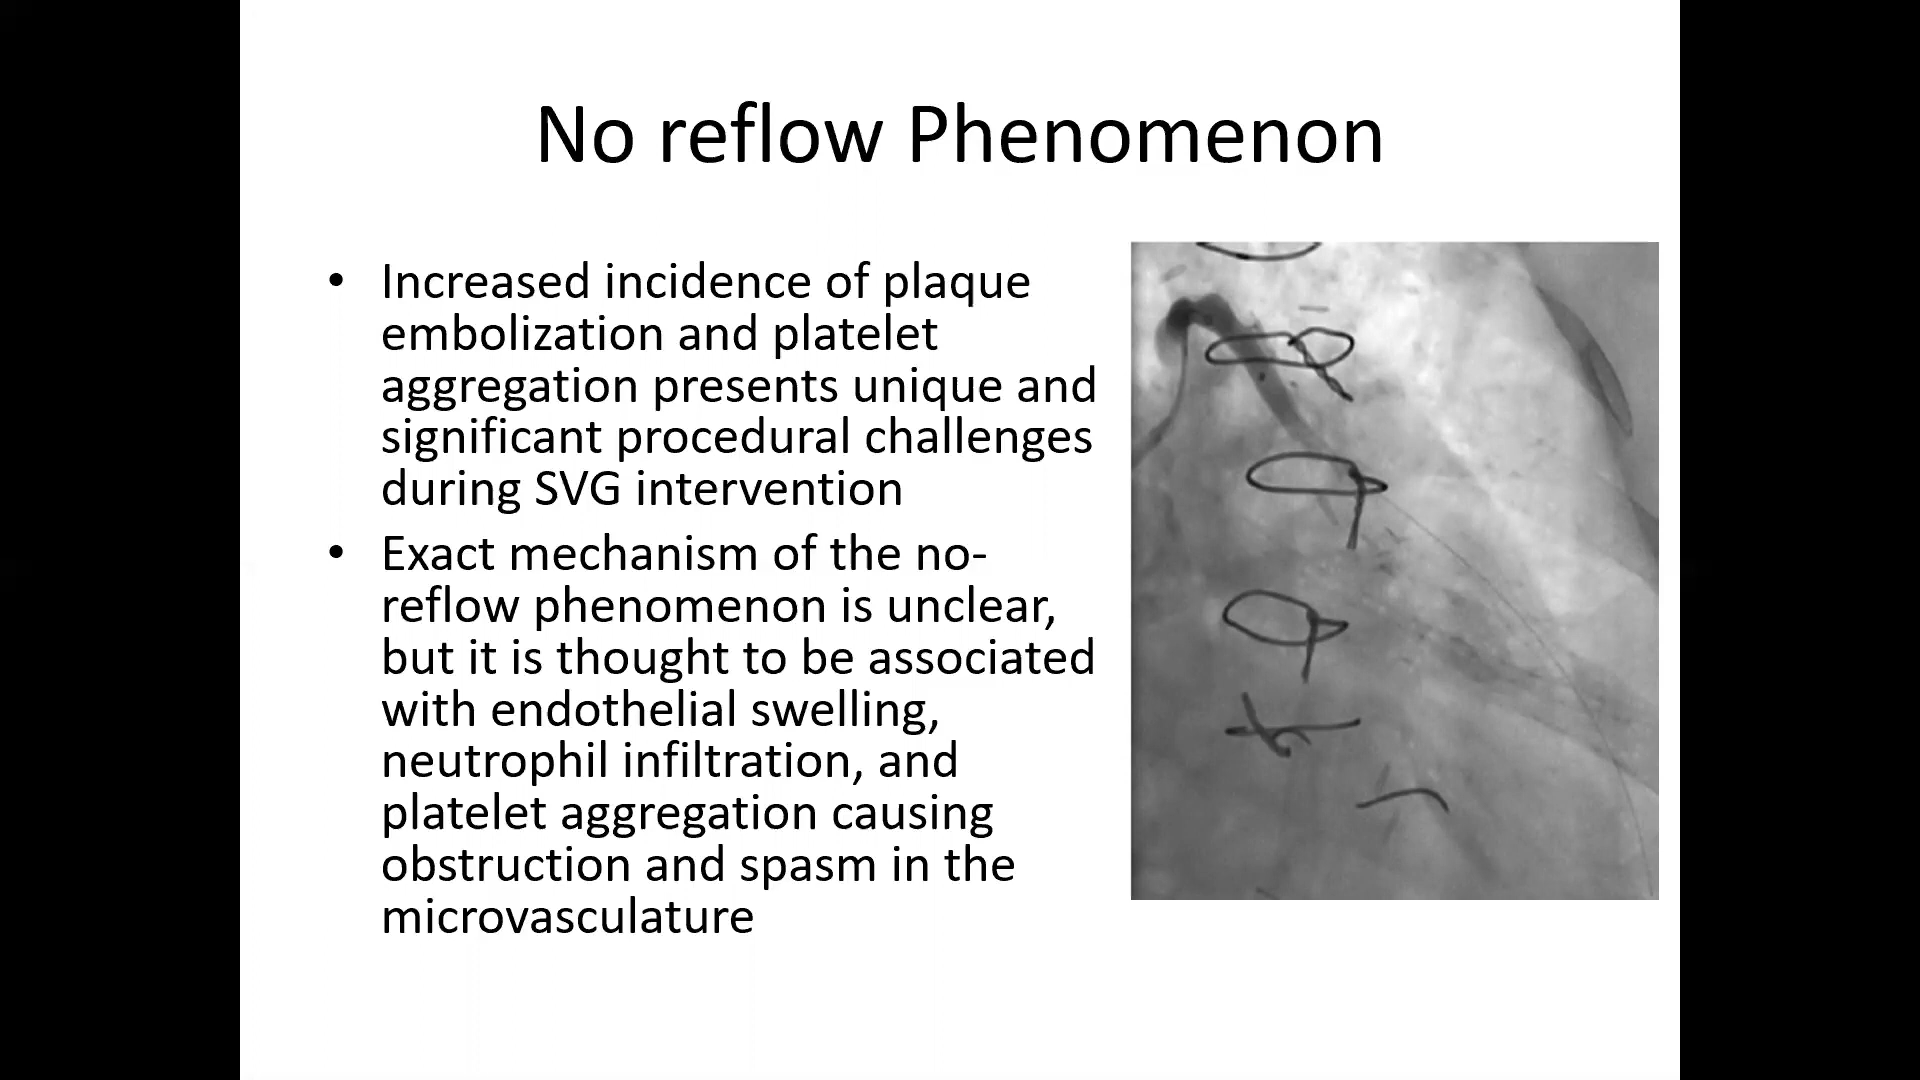 No reflow Phenomenon
• Increased incidence of plaque
embolization and platelet
aggregation presents unique and
significant procedural challenges
during SVG intervention
• Exact mechanism of the no-
reflow phenomenon is unclear,
but it is thought to be associated
with endothelial swelling,
neutrophil infiltration, and
platelet aggregation causing
obstruction and spasm in the
microvasculature